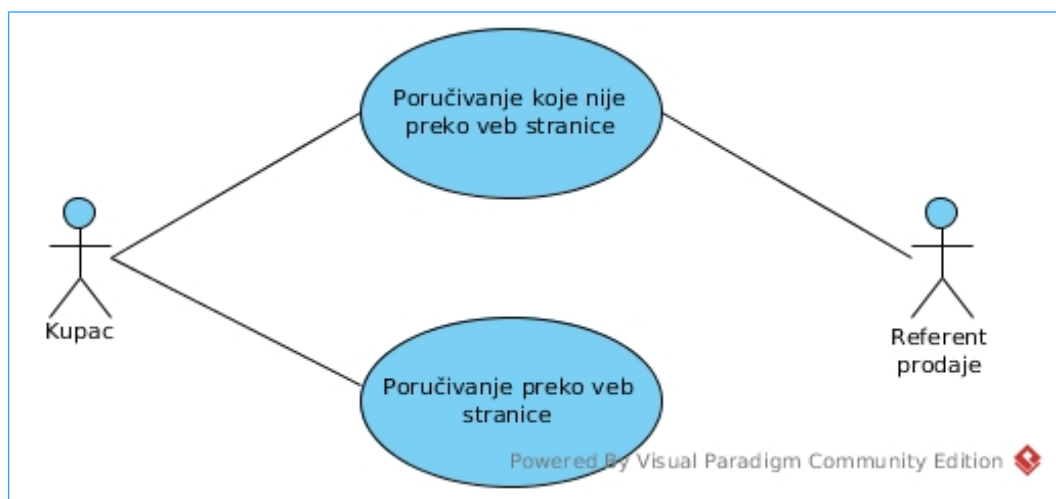 Poručivanje koje nije
preko veb stranice
Kupac
Referent
prodaje
Poručivanje preko veb
stranice
Powered By Visual Paradigm Community Edition